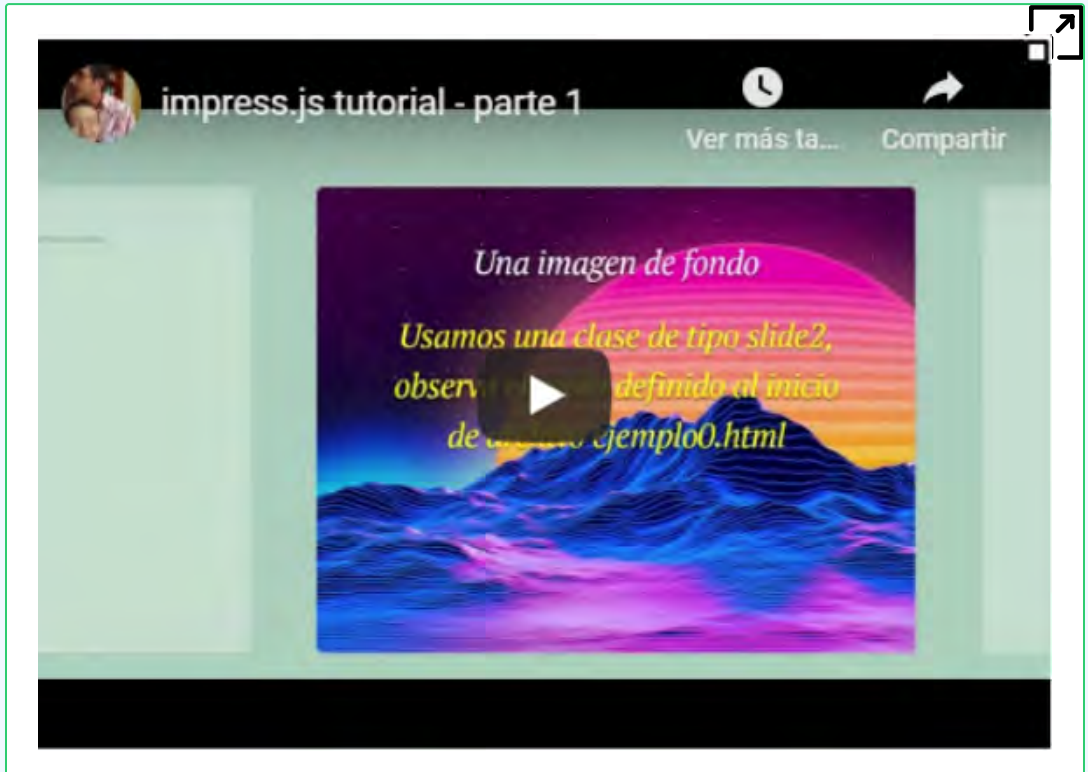 impress.js tutorial - parte 1
Ver más ta...
Compartir
Una imagen de fondo
Usamos una clase de tipo slide2,
definido al inicio
de ejemplo0.html